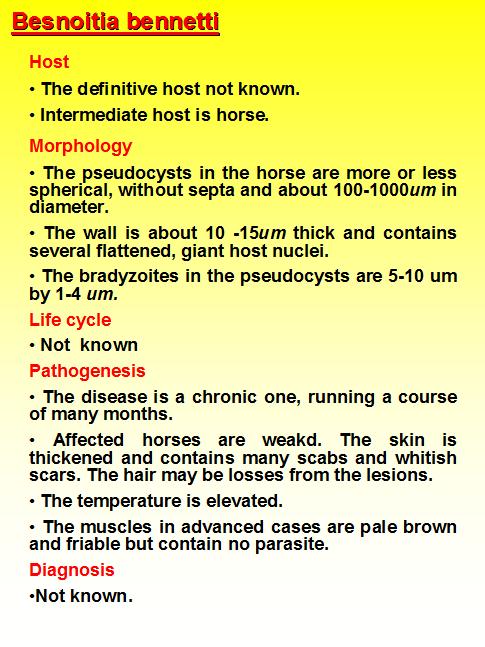 Besnoitia bennetti
Host
• The definitive host not known.
• Intermediate host is horse.
Morphology
• The pseudocysts in the horse are more or less
spherical, without septa and about 100-1000um in
diameter.
• The wall is about 10 -15um thick and contains
several flattened, giant host nuclei.
• The bradyzoites in the pseudocysts are 5-10 um
by 1-4 um.
Life cycle
• Not known
Pathogenesis
• The disease is a chronic one, running a course
of many months.
• Affected horses are weakd. The skin is
thickened and contains many scabs and whitish
scars. The hair may be losses from the lesions.
• The temperature is elevated.
• The muscles in advanced cases are pale brown
and friable but contain no parasite.
Diagnosis
•Not known.